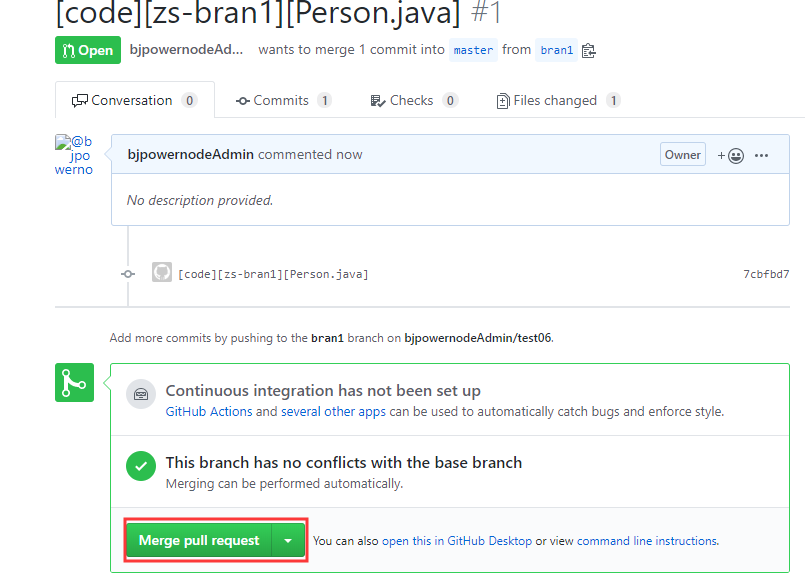 [code][zs-bran1][Person.java] #1
Open bjpowernodeAd... wants to merge 1 commit into master from bran1
Conversation 0 Commits 1 Checks 0 Files changed 1
@b
jpo
werno
bjpowernodeAdmin commented now Owner +
No description provided.
[code][zs-bran1][Person.java] 7cbfbd7
Add more commits by pushing to the bran1 branch on bjpowernodeAdmin/test06.
Continuous integration has not been set up
GitHub Actions and several other apps can be used to automatically catch bugs and enforce style.
This branch has no conflicts with the base branch
Merging can be performed automatically.
Merge pull request You can also open this in GitHub Desktop or view command line instructions.